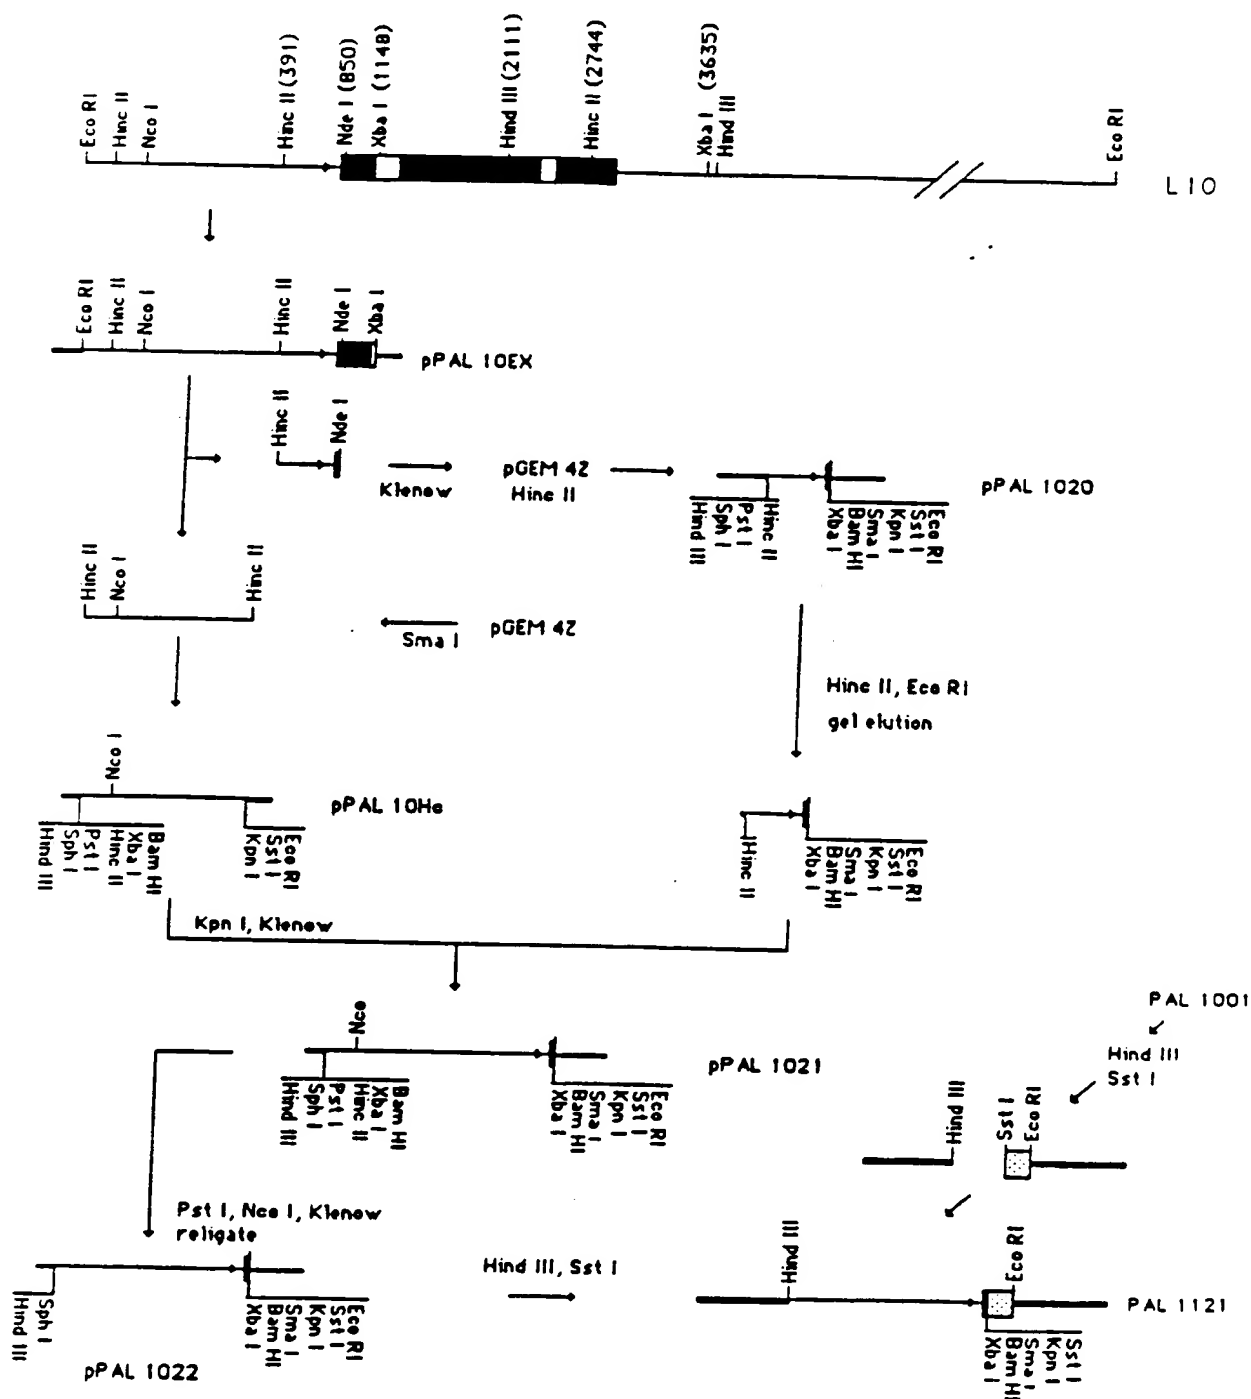 Eco RI
Hinc II
Nco I
Hinc II (391)
Nde I (850)
Xba I (1148)
Hind III (2111)
Hinc II (2744)
Xba I (3635)
Hind III
Eco RI
L10
Eco RI
Hinc II
Nco I
Hinc II
Nde I
Xba I
pPAL 10EX
Hinc II
Nde I
Klenow
pGEM 4Z
Hinc II
pPAL 1020
Hind III
Sph I
Pst I
Hinc II
Xba I
Bam HI
Sma I
Kpn I
Sst I
Eco RI
Hinc II
Nco I
Hinc II
Sma I
pGEM 4Z
Hinc II, Eco RI
gel elution
Nco I
pPAL 10He
Hind III
Sph I
Pst I
Hinc II
Xba I
Bam HI
Kpn I
Sst I
Eco RI
Hinc II
Xba I
Bam HI
Sma I
Kpn I
Sst I
Eco RI
Kpn I, Klenow
Nco
pPAL 1021
Hind III
Sph I
Pst I
Hinc II
Xba I
Bam HI
Xba I
Bam HI
Sma I
Kpn I
Sst I
Eco RI
PAL 1001
Hind III
Sst I
Hind III
Sst I
Eco RI
Pst I, Nco I, Klenow
religate
Hind III, Sst I
Hind III
Sph I
Xba I
Bam HI
Sma I
Kpn I
Sst I
Eco RI
pPAL 1022
Hind III
Eco RI
PAL 1121
Xba I
Bam HI
Sma I
Kpn I
Sst I